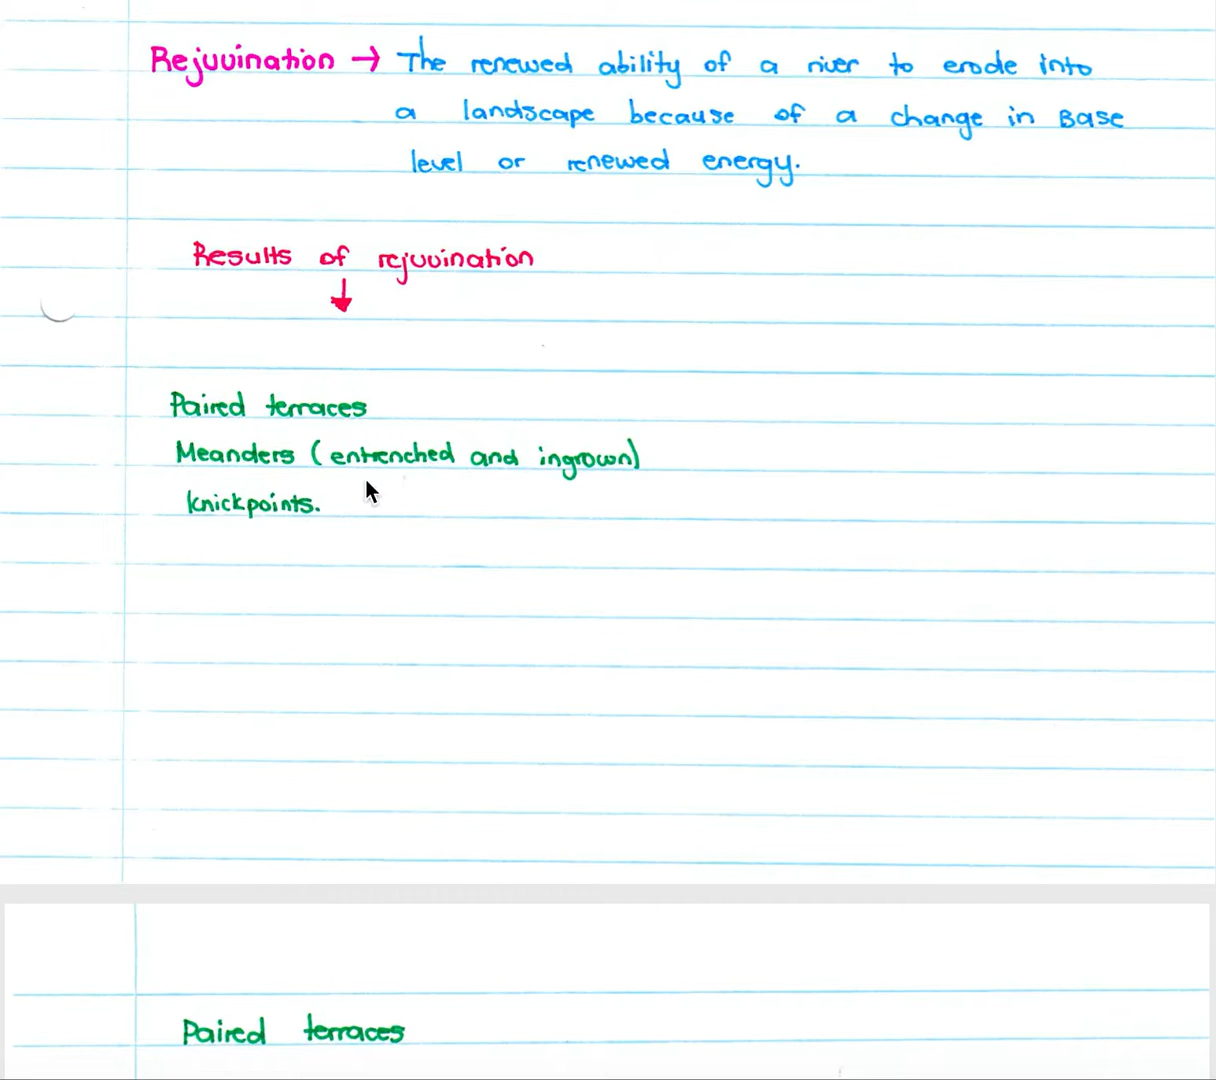 Rejuvination → The renewed ability of a river to erode into
a landscape because of a change in Base
level or renewed energy.
Results of rejuvination
↓
Paired terraces
Meanders (entrenched and ingrown)
Knickpoints.
Paired terraces